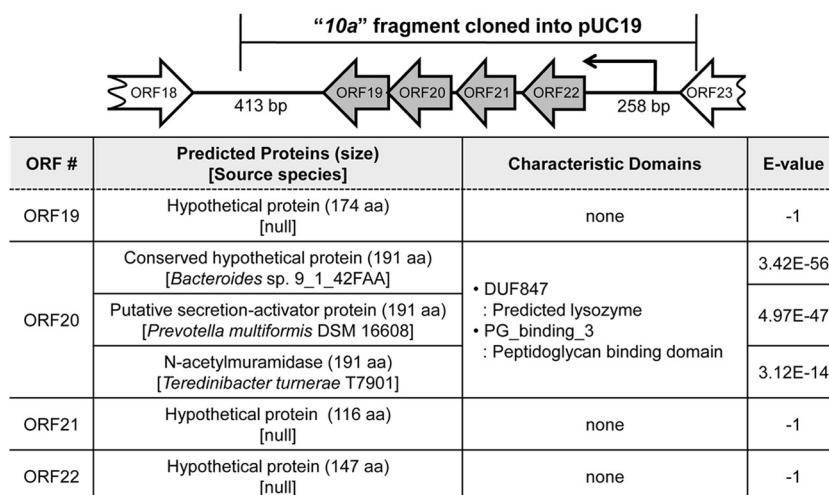 “10a” fragment cloned into pUC19
ORF18
413 bp
ORF19
ORF20
ORF21
ORF22
258 bp
ORF23
ORF #
Predicted Proteins (size)
[Source species]
Characteristic Domains
E-value
ORF19
Hypothetical protein (174 aa)
[null]
none
-1
ORF20
Conserved hypothetical protein (191 aa)
[Bacteroides sp. 9_1_42FAA]
Putative secretion-activator protein (191 aa)
[Prevotella multiformis DSM 16608]
N-acetylmuramidase (191 aa)
[Teredinibacter turnerae T7901]
• DUF847
: Predicted lysozyme
• PG_binding_3
: Peptidoglycan binding domain
3.42E-56
4.97E-47
3.12E-14
ORF21
Hypothetical protein (116 aa)
[null]
none
-1
ORF22
Hypothetical protein (147 aa)
[null]
none
-1